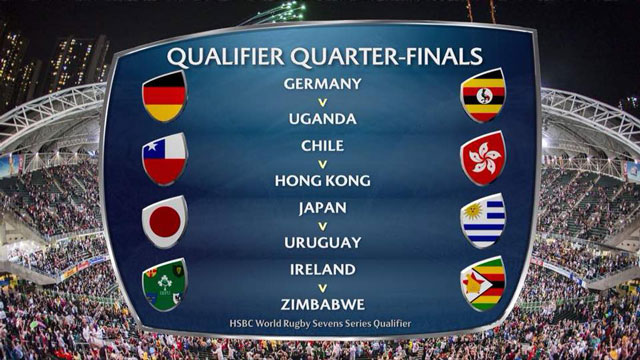 QUALIFIER QUARTER-FINALS
GERMANY
v
UGANDA
CHILE
v
HONG KONG
JAPAN
v
URUGUAY
IRELAND
v
ZIMBABWE
HSBC World Rugby Sevens Series Qualifier